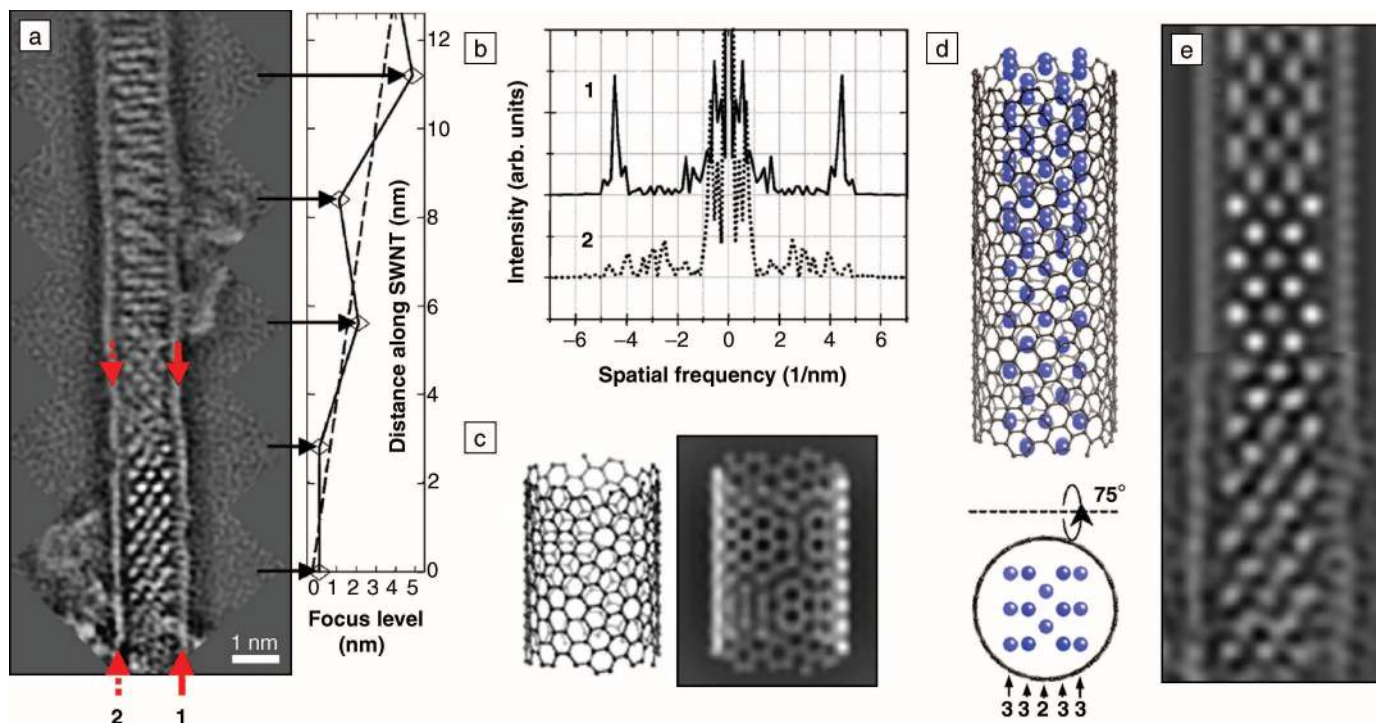 a
1 nm
2
1
12
10
8
6
4
2
0
Distance along SWNT (nm)
0 1 2 3 4 5
Focus level
(nm)
b
1
2
Intensity (arb. units)
−6 −4 −2 0 2 4 6
Spatial frequency (1/nm)
c
d
75°
3 3 2 3 3
e